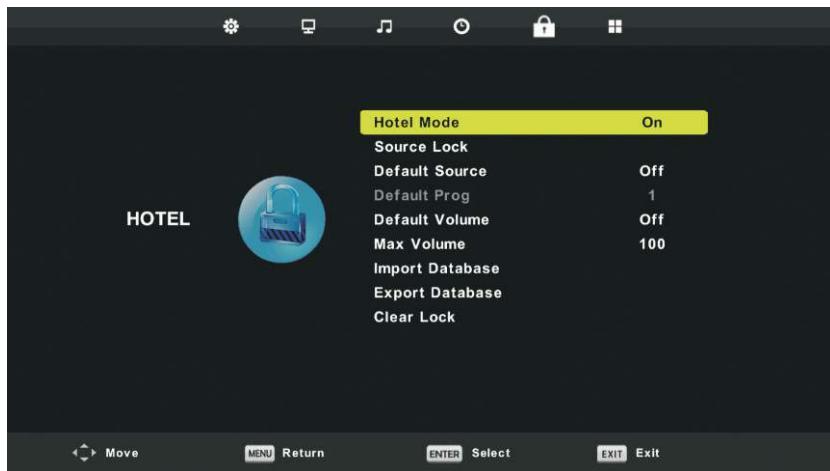 Hotel Mode On
Source Lock
Default Source Off
Default Prog 1
HOTEL
Default Volume Off
Max Volume 100
Import Database
Export Database
Clear Lock
Move MENU Return ENTER Select EXIT Exit